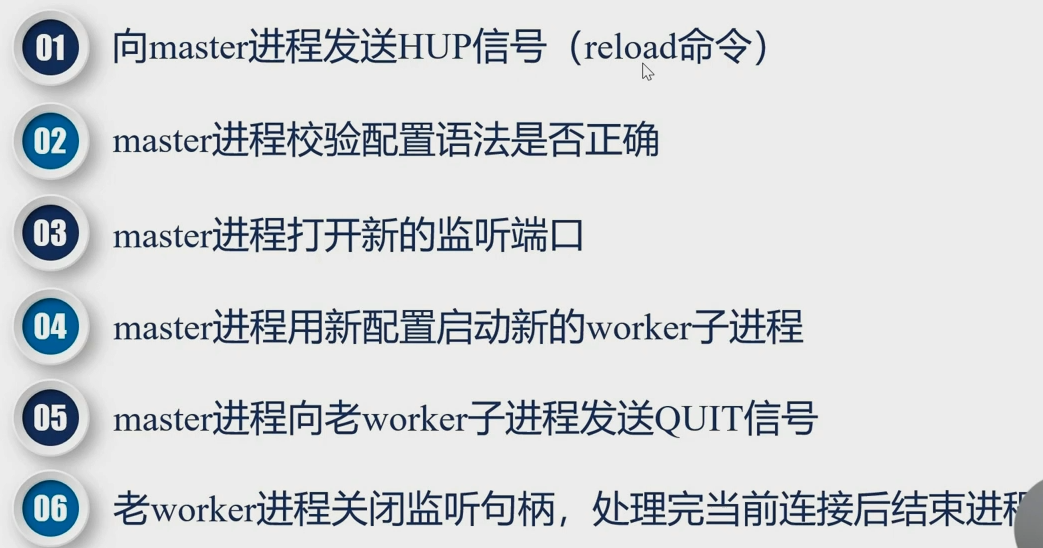 01 向master进程发送HUP信号（reload命令）
02 master进程校验配置语法是否正确
03 master进程打开新的监听端口
04 master进程用新配置启动新的worker子进程
05 master进程向老worker子进程发送QUIT信号
06 老worker进程关闭监听句柄，处理完当前连接后结束进程